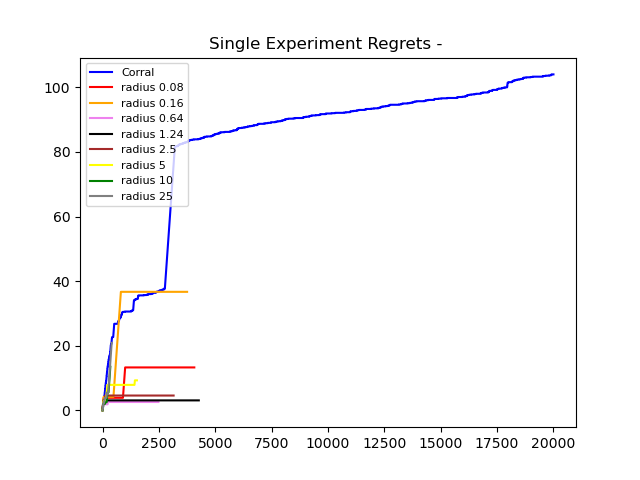 Single Experiment Regrets -
100
80
60
40
20
0
Corral
radius 0.08
radius 0.16
radius 0.64
radius 1.24
radius 2.5
radius 5
radius 10
radius 25
0 2500 5000 7500 10000 12500 15000 17500 20000